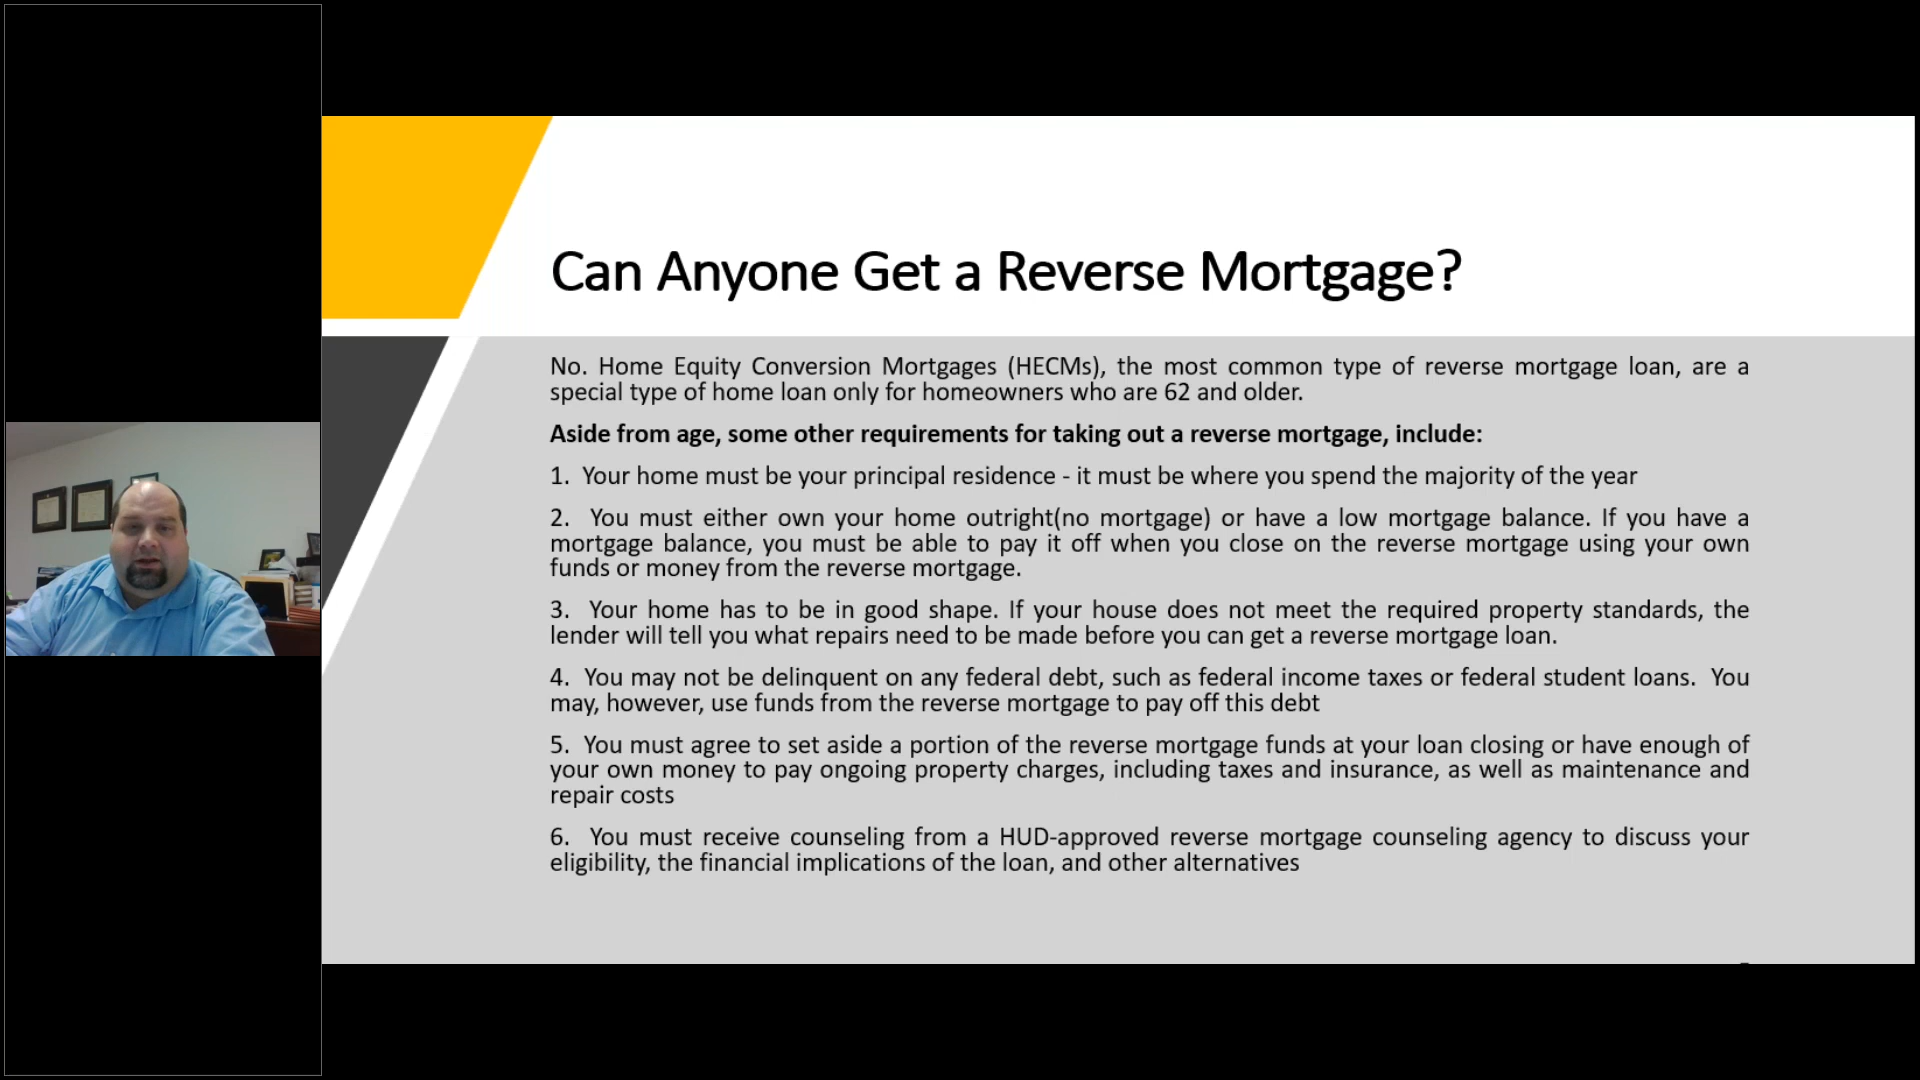 Can Anyone Get a Reverse Mortgage?
No. Home Equity Conversion Mortgages (HECMs), the most common type of reverse mortgage loan, are a
special type of home loan only for homeowners who are 62 and older.
Aside from age, some other requirements for taking out a reverse mortgage, include:
1. Your home must be your principal residence - it must be where you spend the majority of the year
2. You must either own your home outright(no mortgage) or have a low mortgage balance. If you have a
mortgage balance, you must be able to pay it off when you close on the reverse mortgage using your own
funds or money from the reverse mortgage.
3. Your home has to be in good shape. If your house does not meet the required property standards, the
lender will tell you what repairs need to be made before you can get a reverse mortgage loan.
4. You may not be delinquent on any federal debt, such as federal income taxes or federal student loans. You
may, however, use funds from the reverse mortgage to pay off this debt
5. You must agree to set aside a portion of the reverse mortgage funds at your loan closing or have enough of
your own money to pay ongoing property charges, including taxes and insurance, as well as maintenance and
repair costs
6. You must receive counseling from a HUD-approved reverse mortgage counseling agency to discuss your
eligibility, the financial implications of the loan, and other alternatives